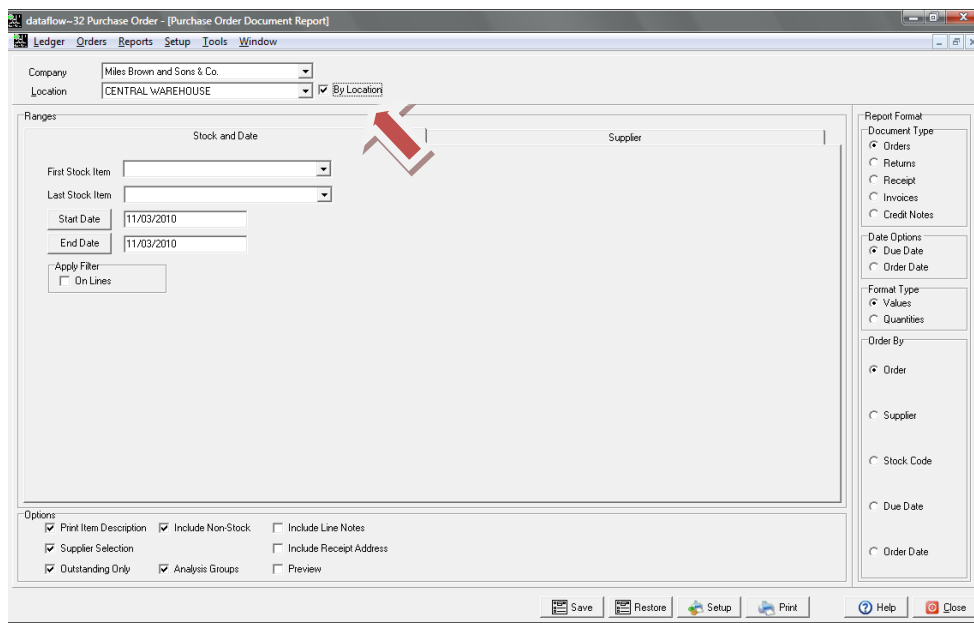 dataflow~32 Purchase Order - [Purchase Order Document Report]
Ledger Orders Reports Setup Tools Window
Company Miles Brown and Sons & Co.
Location CENTRAL WAREHOUSE By Location
Ranges
Stock and Date Supplier
First Stock Item
Last Stock Item
Start Date 11/03/2010
End Date 11/03/2010
Apply Filter
On Lines
Report Format
Document Type
Orders
Returns
Receipt
Invoices
Credit Notes
Date Options
Due Date
Order Date
Format Type
Values
Quantities
Order By
Order
Supplier
Stock Code
Due Date
Order Date
Options
Print Item Description Include Non-Stock Include Line Notes
Supplier Selection Include Receipt Address
Outstanding Only Analysis Groups Preview
Save Restore Setup Print Help Close